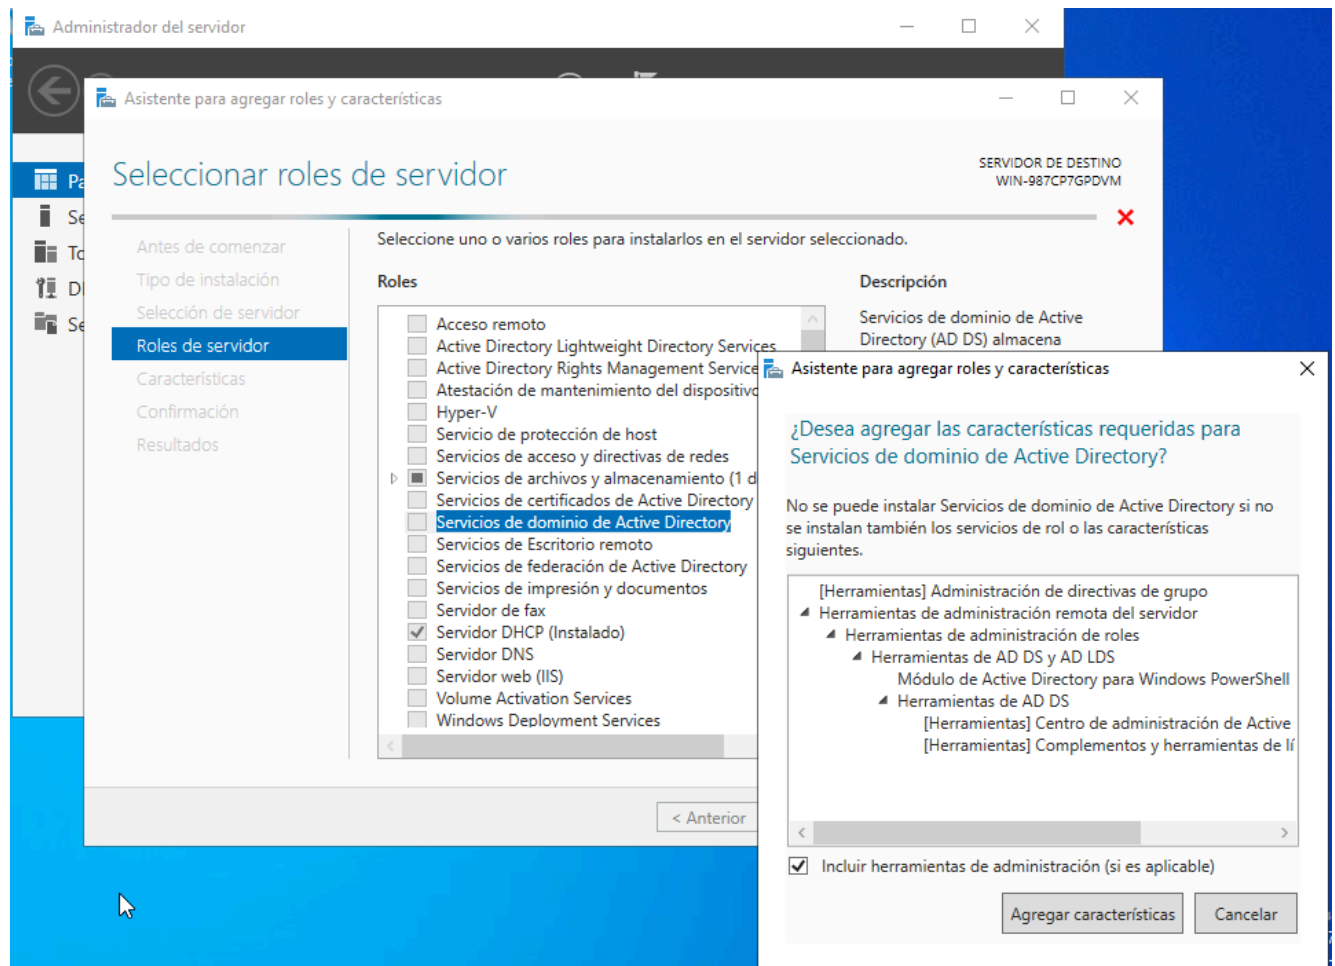 Administrador del servidor
Asistente para agregar roles y características
Seleccionar roles de servidor
SERVIDOR DE DESTINO
WIN-987CP7GPDVM
Antes de comenzar
Tipo de instalación
Selección de servidor
Roles de servidor
Características
Confirmación
Resultados
Seleccione uno o varios roles para instalarlos en el servidor seleccionado.
Roles
Acceso remoto
Active Directory Lightweight Directory Services
Active Directory Rights Management Service
Atestación de mantenimiento del dispositivo
Hyper-V
Servicio de protección de host
Servicios de acceso y directivas de redes
Servicios de archivos y almacenamiento (1 d
Servicios de certificados de Active Directory
Servicios de dominio de Active Directory
Servicios de Escritorio remoto
Servicios de federación de Active Directory
Servicios de impresión y documentos
Servidor de fax
Servidor DHCP (Instalado)
Servidor DNS
Servidor web (IIS)
Volume Activation Services
Windows Deployment Services
Descripción
Servicios de dominio de Active
Directory (AD DS) almacena
< Anterior
Asistente para agregar roles y características
¿Desea agregar las características requeridas para
Servicios de dominio de Active Directory?
No se puede instalar Servicios de dominio de Active Directory si no
se instalan también los servicios de rol o las características
siguientes.
[Herramientas] Administración de directivas de grupo
Herramientas de administración remota del servidor
Herramientas de administración de roles
Herramientas de AD DS y AD LDS
Módulo de Active Directory para Windows PowerShell
Herramientas de AD DS
[Herramientas] Centro de administración de Active
[Herramientas] Complementos y herramientas de lí
Incluir herramientas de administración (si es aplicable)
Agregar características
Cancelar